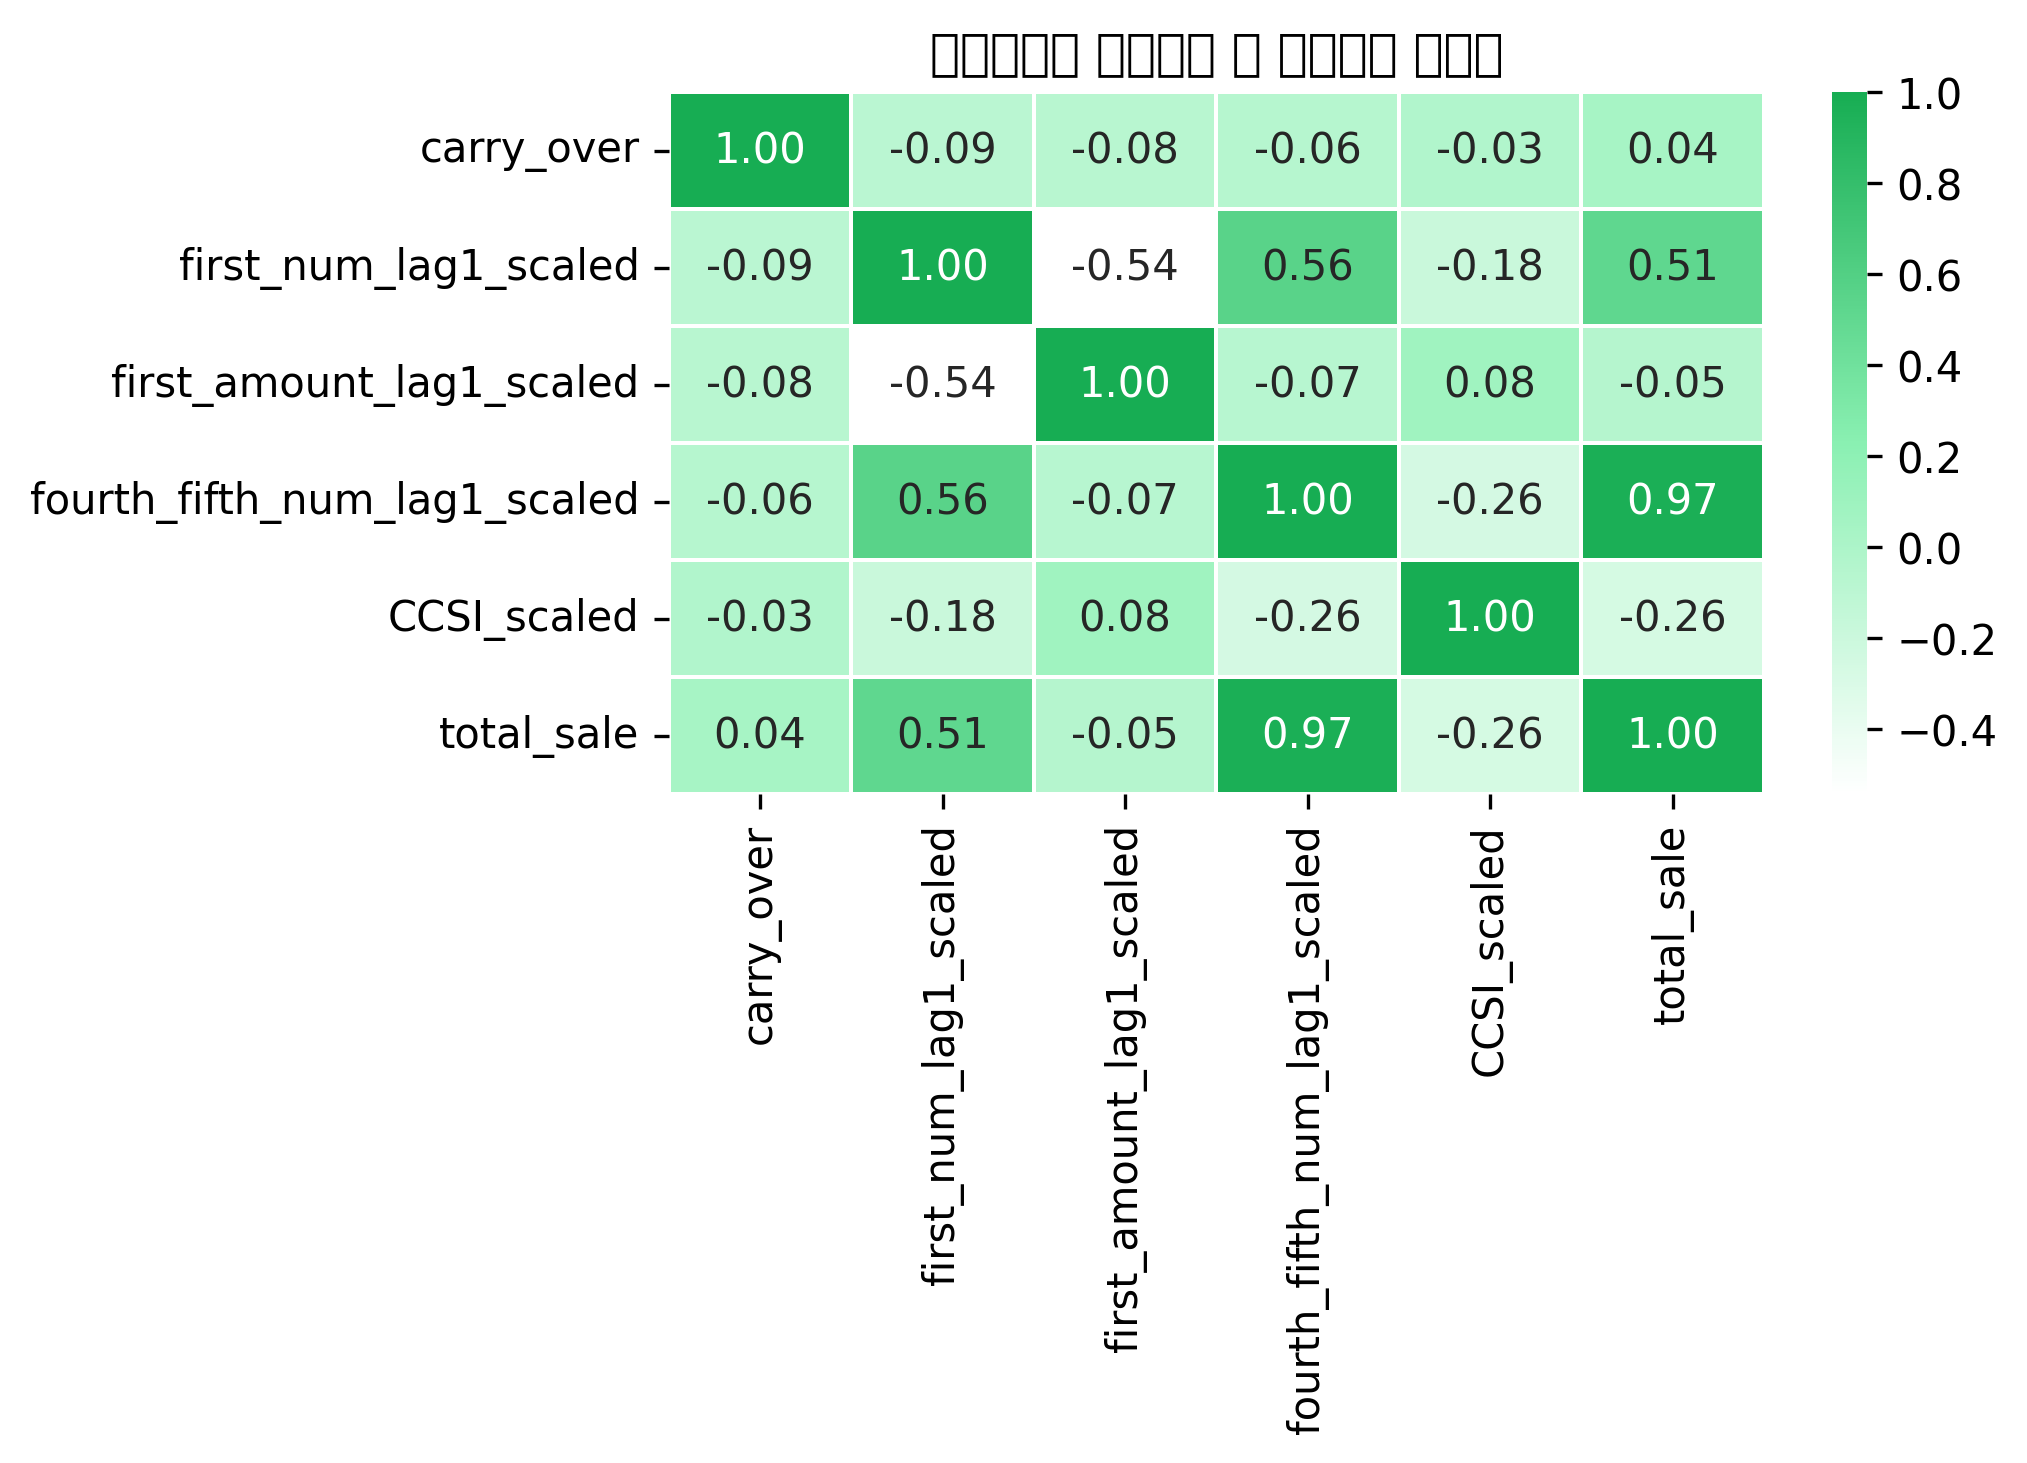 1.0
carry_over 1.00 -0.09 -0.08 -0.06 -0.03 0.04
0.8
first_num_lag1_scaled -0.09 1.00 -0.54 0.56 -0.18 0.51
0.6
first_amount_lag1_scaled -0.08 -0.54 1.00 -0.07 0.08 -0.05
0.4
0.2
fourth_fifth_num_lag1_scaled -0.06 0.56 -0.07 1.00 -0.26 0.97
0.0
CCSI_scaled -0.03 -0.18 0.08 -0.26 1.00 -0.26
−0.2
total_sale 0.04 0.51 -0.05 0.97 -0.26 1.00
−0.4
carry_over
first_num_lag1_scaled
first_amount_lag1_scaled
fourth_fifth_num_lag1_scaled
CCSI_scaled
total_sale